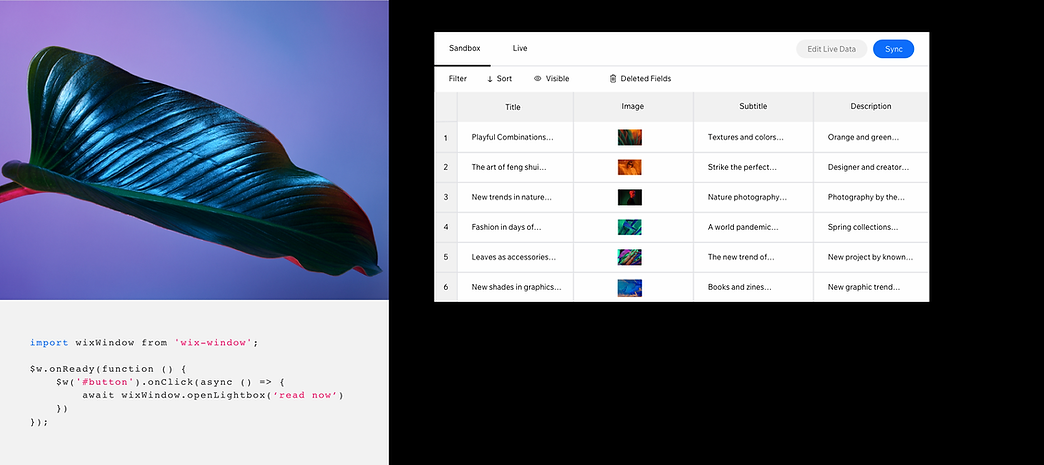 import wixWindow from 'wix-window';
$w.onReady(function () {
$w('#button').onClick(async () => {
await wixWindow.openLightbox(‘read now’)
})
});
Sandbox Live Edit Live Data Sync
Filter Sort Visible Deleted Fields
Title Image Subtitle Description
1 Playful Combinations... Textures and colors... Orange and green...
2 The art of feng shui... Strike the perfect... Designer and creator...
3 New trends in nature... Nature photography... Photography by the...
4 Fashion in days of... A world pandemic... Spring collections...
5 Leaves as accessories... The new trend of... New project by known...
6 New shades in graphics... Books and zines... New graphic trend...